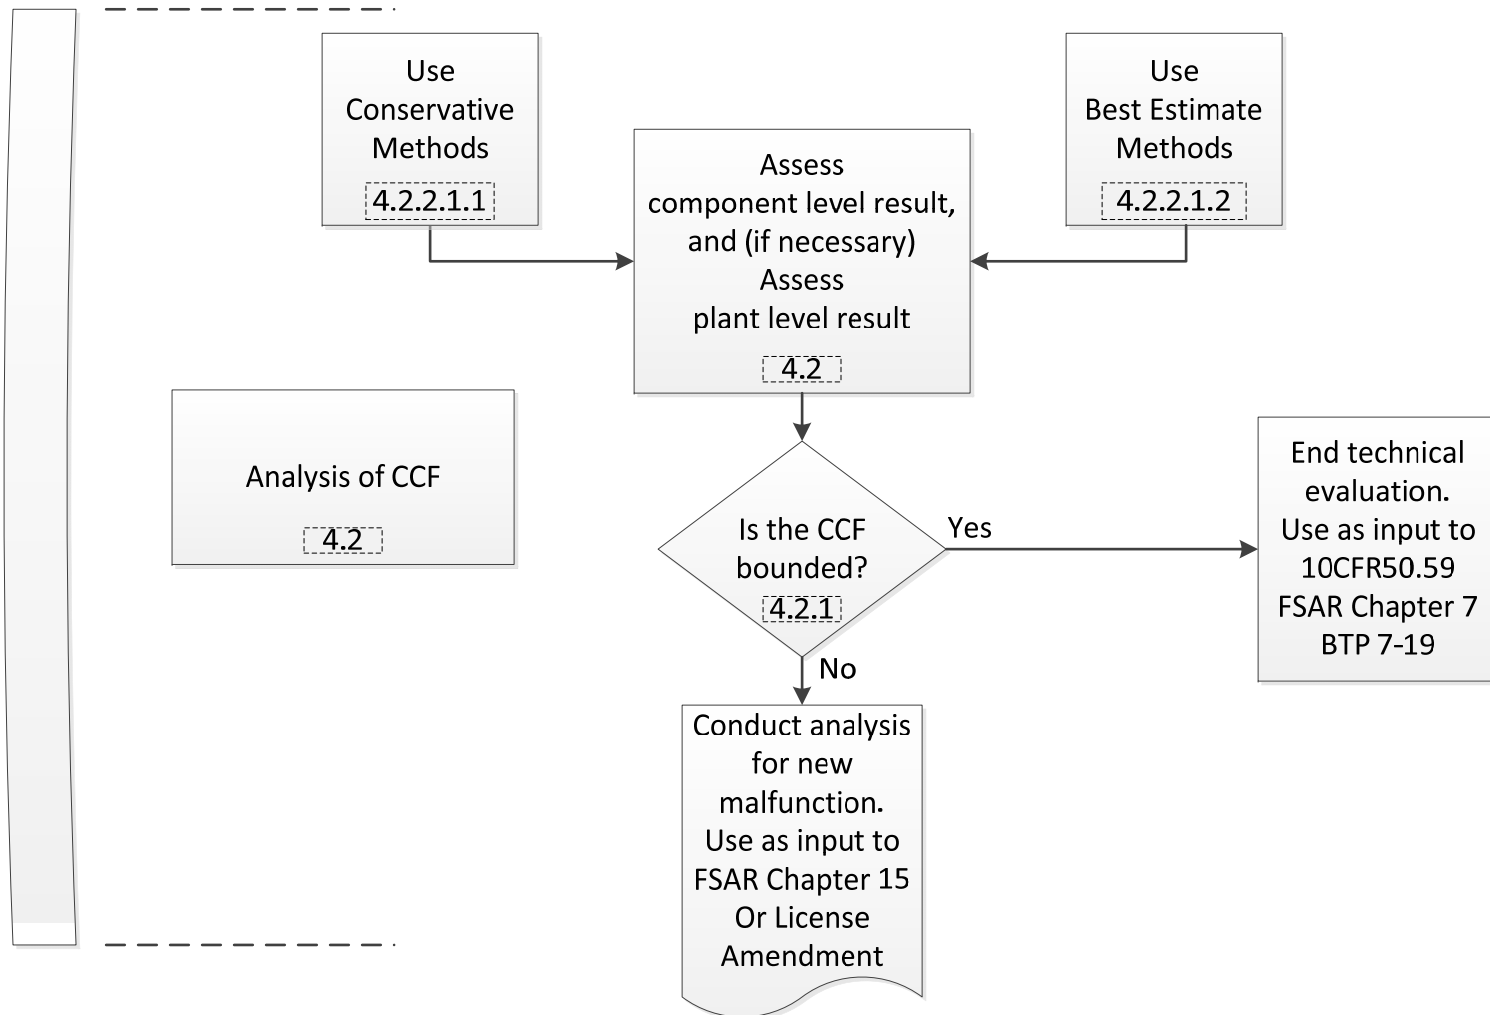 Use
Conservative
Methods
4.2.2.1.1
Use
Best Estimate
Methods
4.2.2.1.2
Assess
component level result,
and (if necessary)
Assess
plant level result
4.2
Analysis of CCF
4.2
Is the CCF
bounded?
4.2.1
Yes
End technical
evaluation.
Use as input to
10CFR50.59
FSAR Chapter 7
BTP 7-19
No
Conduct analysis
for new
malfunction.
Use as input to
FSAR Chapter 15
Or License
Amendment